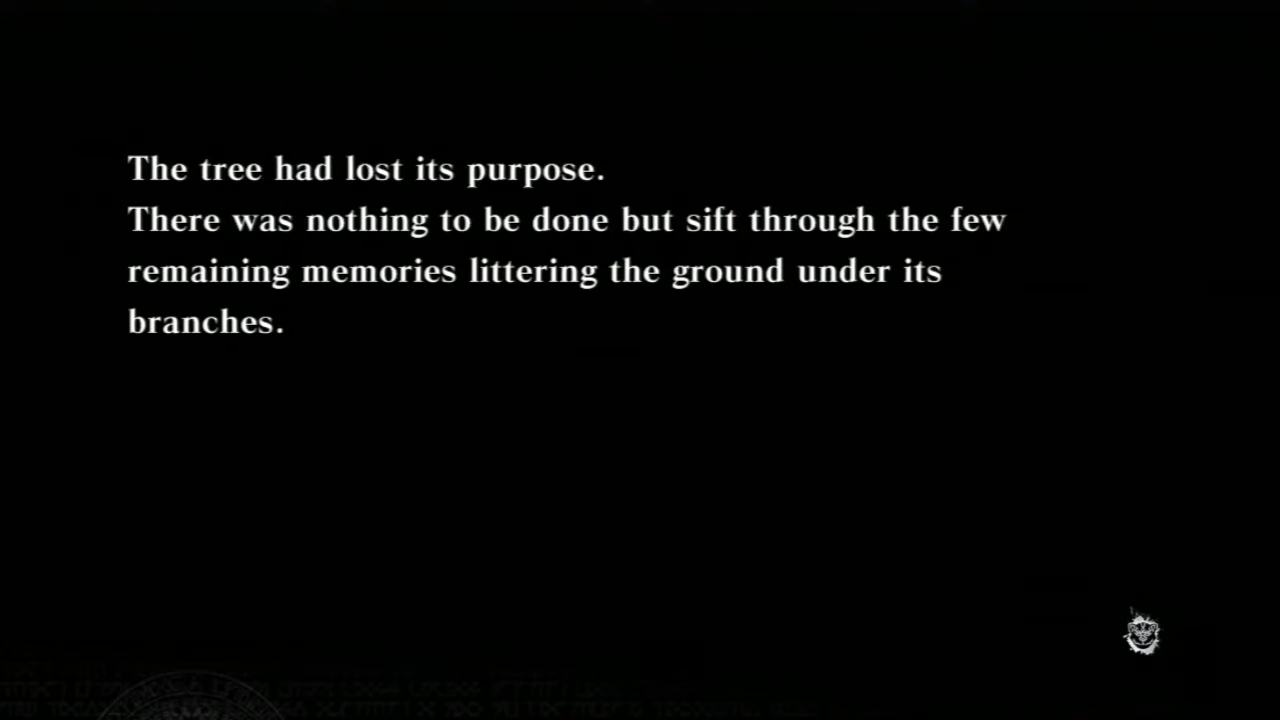 The tree had lost its purpose.
There was nothing to be done but sift through the few
remaining memories littering the ground under its
branches.